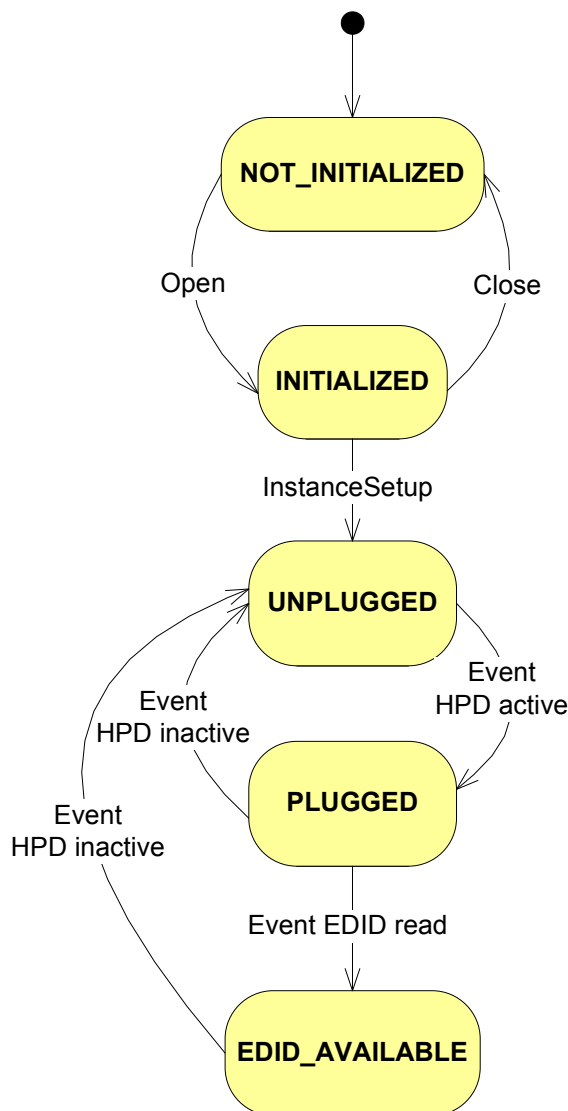 NOT_INITIALIZED
Open
Close
INITIALIZED
InstanceSetup
UNPLUGGED
Event
HPD active
Event
HPD inactive
PLUGGED
Event
HPD inactive
Event EDID read
EDID_AVAILABLE